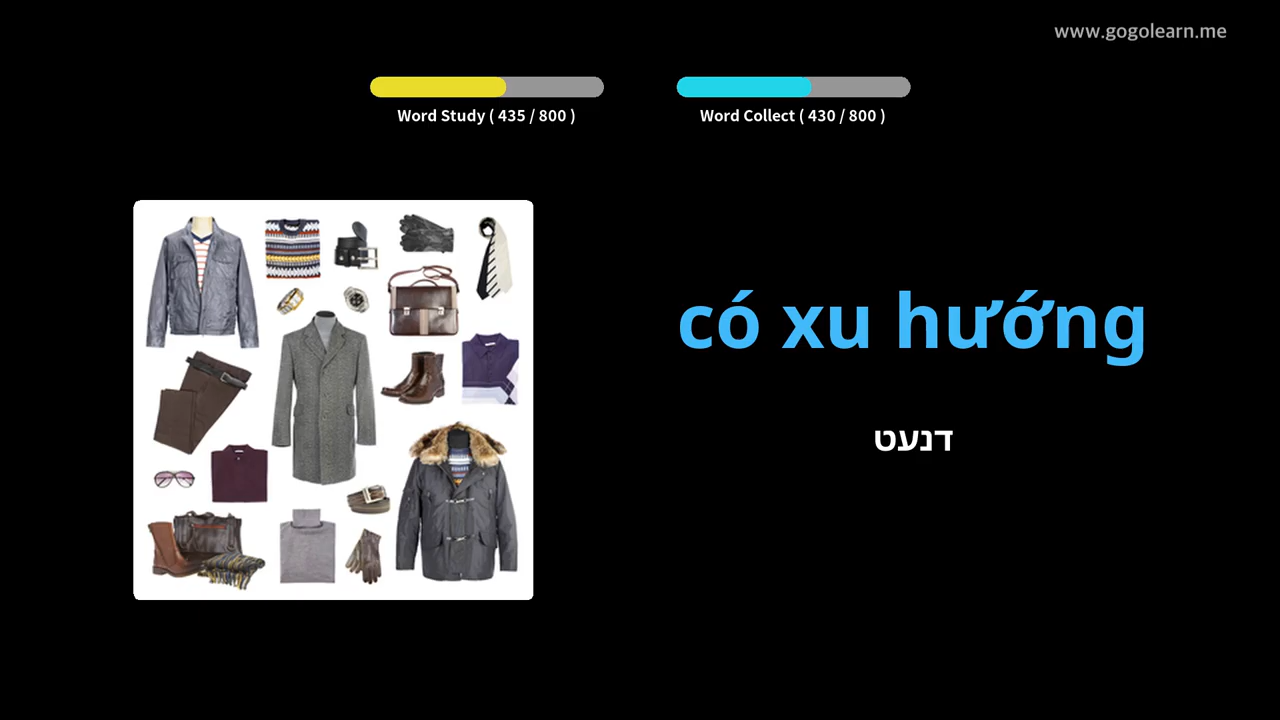 www.gogolearn.me
Word Study ( 435 / 800 )
Word Collect ( 430 / 800 )
có xu hướng
דנעט